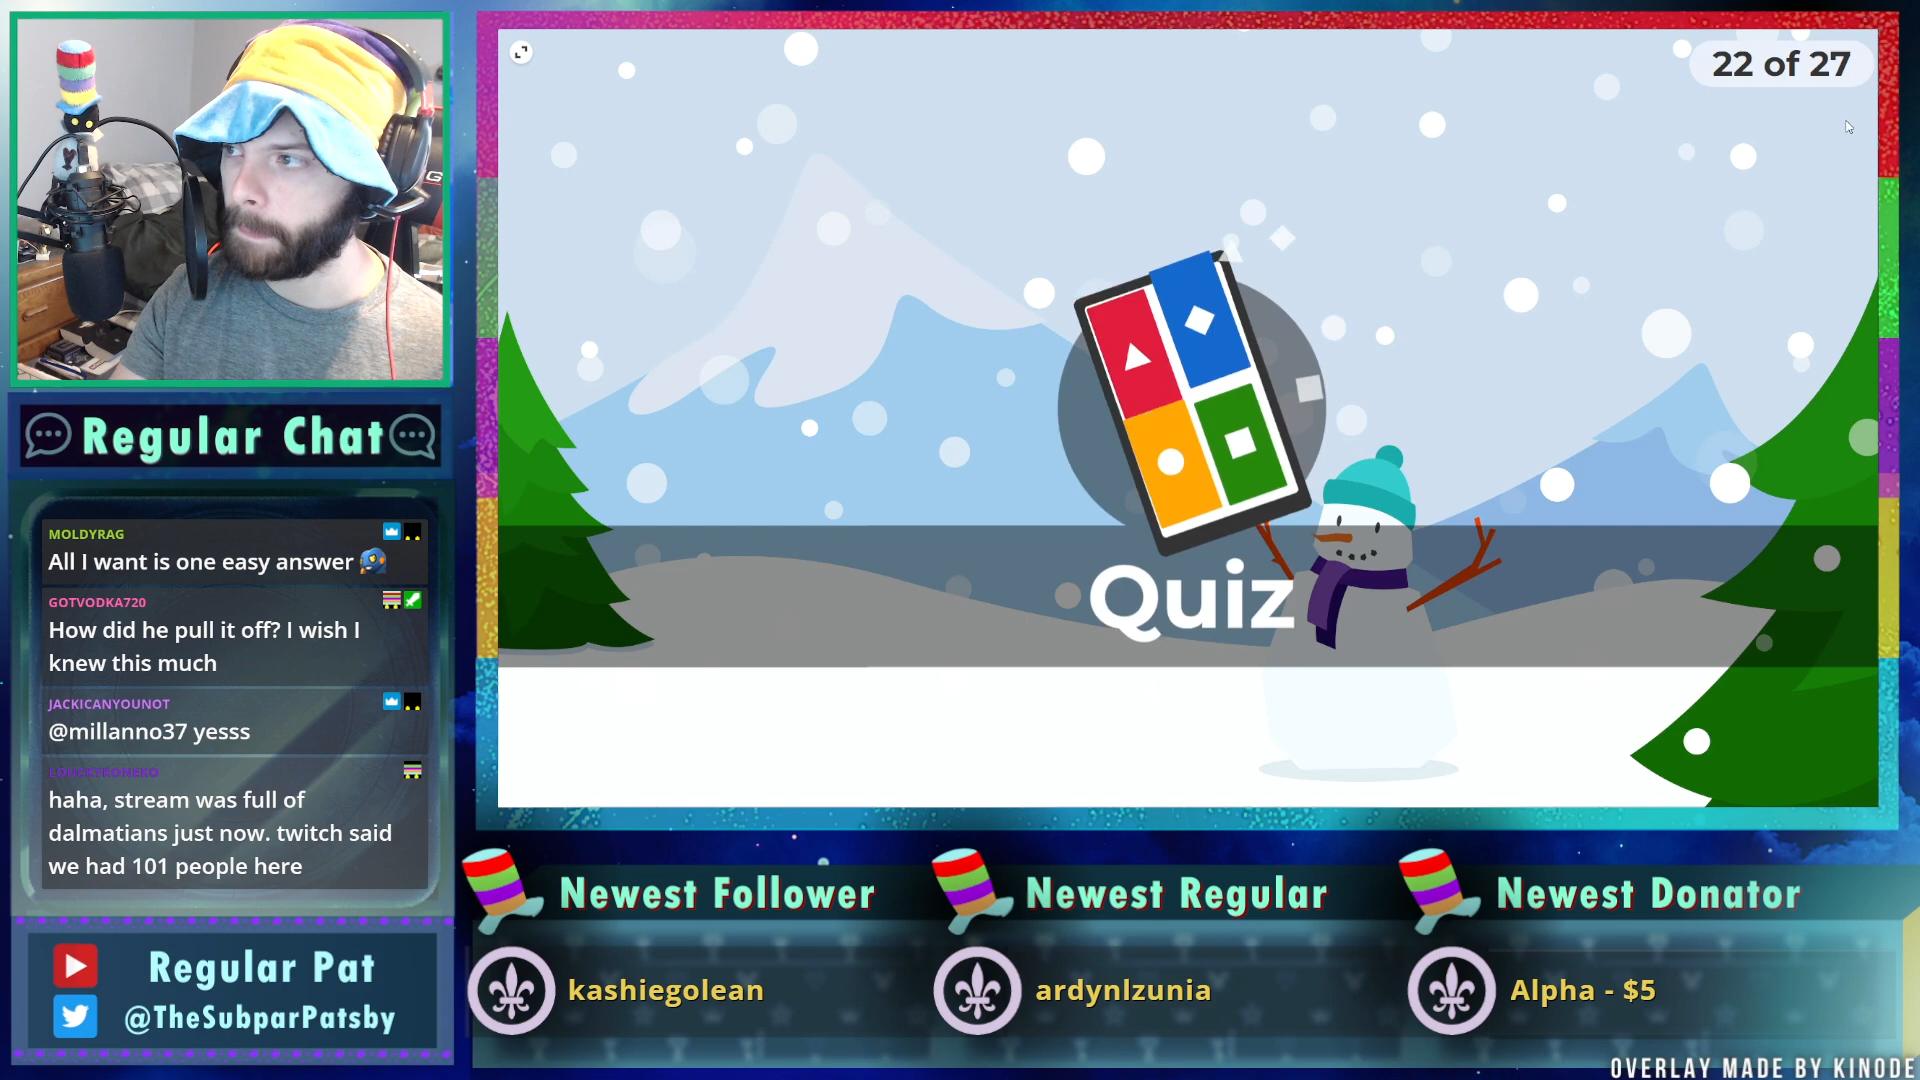 22 of 27
Quiz
Regular Chat
MOLDYRAG
All I want is one easy answer
GOTVODKA720
How did he pull it off? I wish I
knew this much
JACKICANYOUNOT
@millanno37 yesss
haha, stream was full of
dalmatians just now. twitch said
we had 101 people here
Regular Pat
@TheSubparPatsby
Newest Follower
kashiegolean
Newest Regular
ardynlzunia
Newest Donator
Alpha - $5
OVERLAY MADE BY KINODE